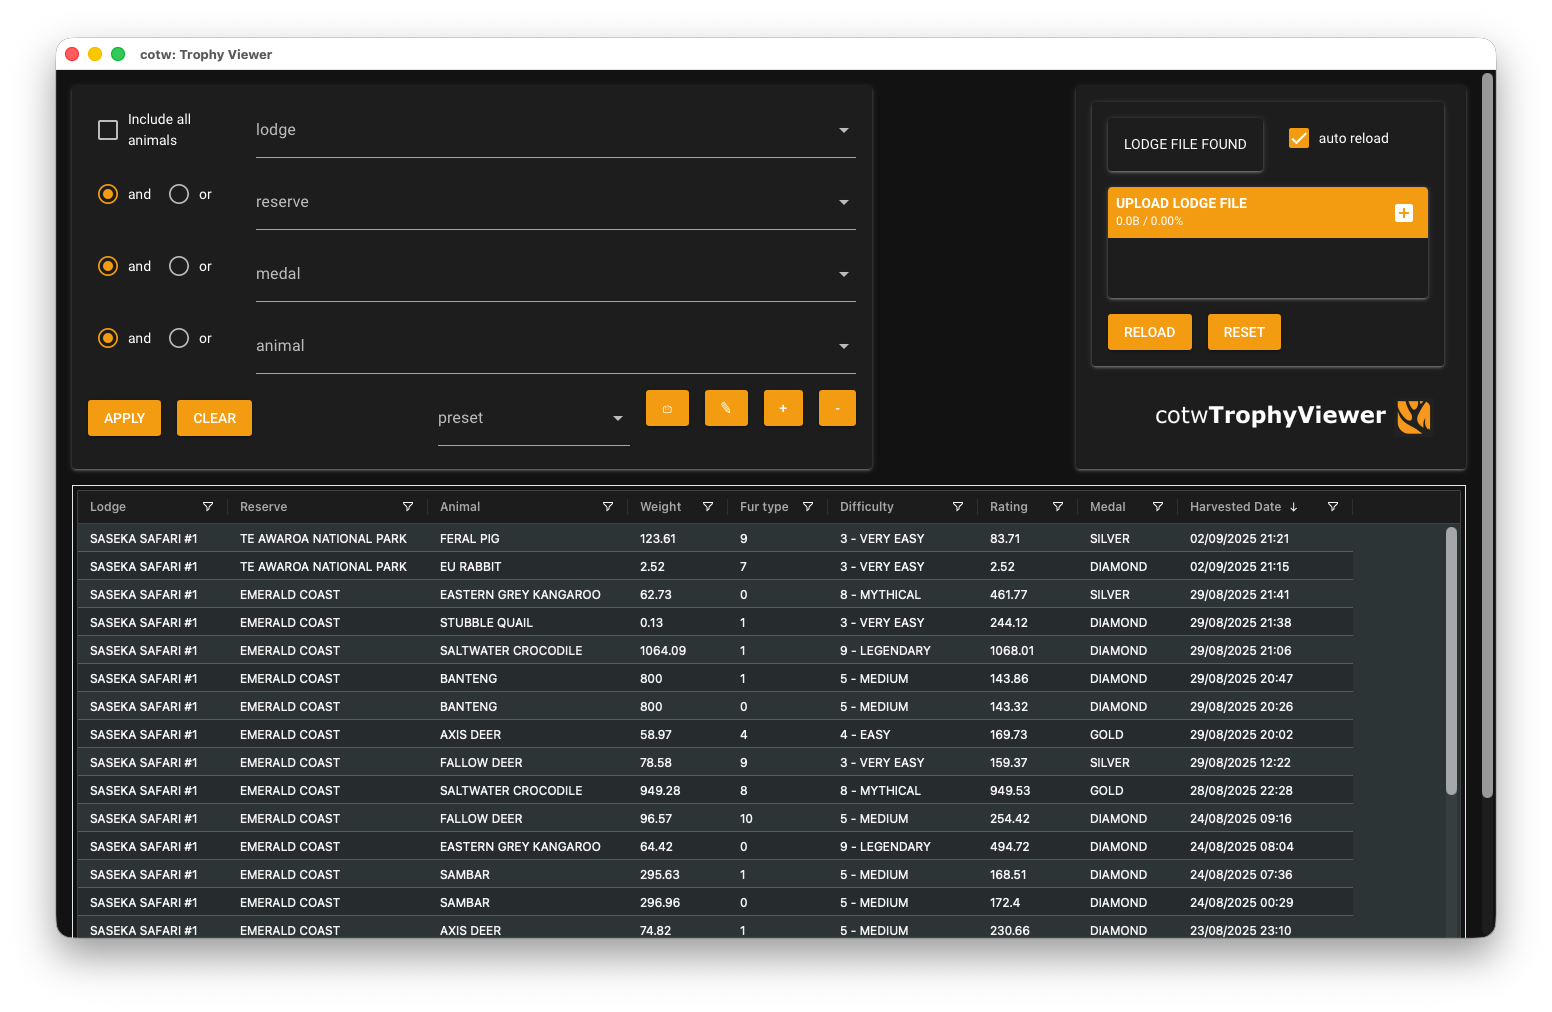 cotw: Trophy Viewer
Include all
animals
lodge
and or
reserve
and or
medal
and or
animal
APPLY CLEAR preset + -
LODGE FILE FOUND auto reload
UPLOAD LODGE FILE
0.0B / 0.00%
RELOAD RESET
cotwTrophyViewer
Lodge Reserve Animal Weight Fur type Difficulty Rating Medal Harvested Date ↓
SASEKA SAFARI #1 TE AWAROA NATIONAL PARK FERAL PIG 123.61 9 3 - VERY EASY 83.71 SILVER 02/09/2025 21:21
SASEKA SAFARI #1 TE AWAROA NATIONAL PARK EU RABBIT 2.52 7 3 - VERY EASY 2.52 DIAMOND 02/09/2025 21:15
SASEKA SAFARI #1 EMERALD COAST EASTERN GREY KANGAROO 62.73 0 8 - MYTHICAL 461.77 SILVER 29/08/2025 21:41
SASEKA SAFARI #1 EMERALD COAST STUBBLE QUAIL 0.13 1 3 - VERY EASY 244.12 DIAMOND 29/08/2025 21:38
SASEKA SAFARI #1 EMERALD COAST SALTWATER CROCODILE 1064.09 1 9 - LEGENDARY 1068.01 DIAMOND 29/08/2025 21:06
SASEKA SAFARI #1 EMERALD COAST BANTENG 800 1 5 - MEDIUM 143.86 DIAMOND 29/08/2025 20:47
SASEKA SAFARI #1 EMERALD COAST BANTENG 800 0 5 - MEDIUM 143.32 DIAMOND 29/08/2025 20:26
SASEKA SAFARI #1 EMERALD COAST AXIS DEER 58.97 4 4 - EASY 169.73 GOLD 29/08/2025 20:02
SASEKA SAFARI #1 EMERALD COAST FALLOW DEER 78.58 9 3 - VERY EASY 159.37 SILVER 29/08/2025 12:22
SASEKA SAFARI #1 EMERALD COAST SALTWATER CROCODILE 949.28 8 8 - MYTHICAL 949.53 GOLD 28/08/2025 22:28
SASEKA SAFARI #1 EMERALD COAST FALLOW DEER 96.57 10 5 - MEDIUM 254.42 DIAMOND 24/08/2025 09:16
SASEKA SAFARI #1 EMERALD COAST EASTERN GREY KANGAROO 64.42 0 9 - LEGENDARY 494.72 DIAMOND 24/08/2025 08:04
SASEKA SAFARI #1 EMERALD COAST SAMBAR 295.63 1 5 - MEDIUM 168.51 DIAMOND 24/08/2025 07:36
SASEKA SAFARI #1 EMERALD COAST SAMBAR 296.96 0 5 - MEDIUM 172.4 DIAMOND 24/08/2025 00:29
SASEKA SAFARI #1 EMERALD COAST AXIS DEER 74.82 1 5 - MEDIUM 230.66 DIAMOND 23/08/2025 23:10